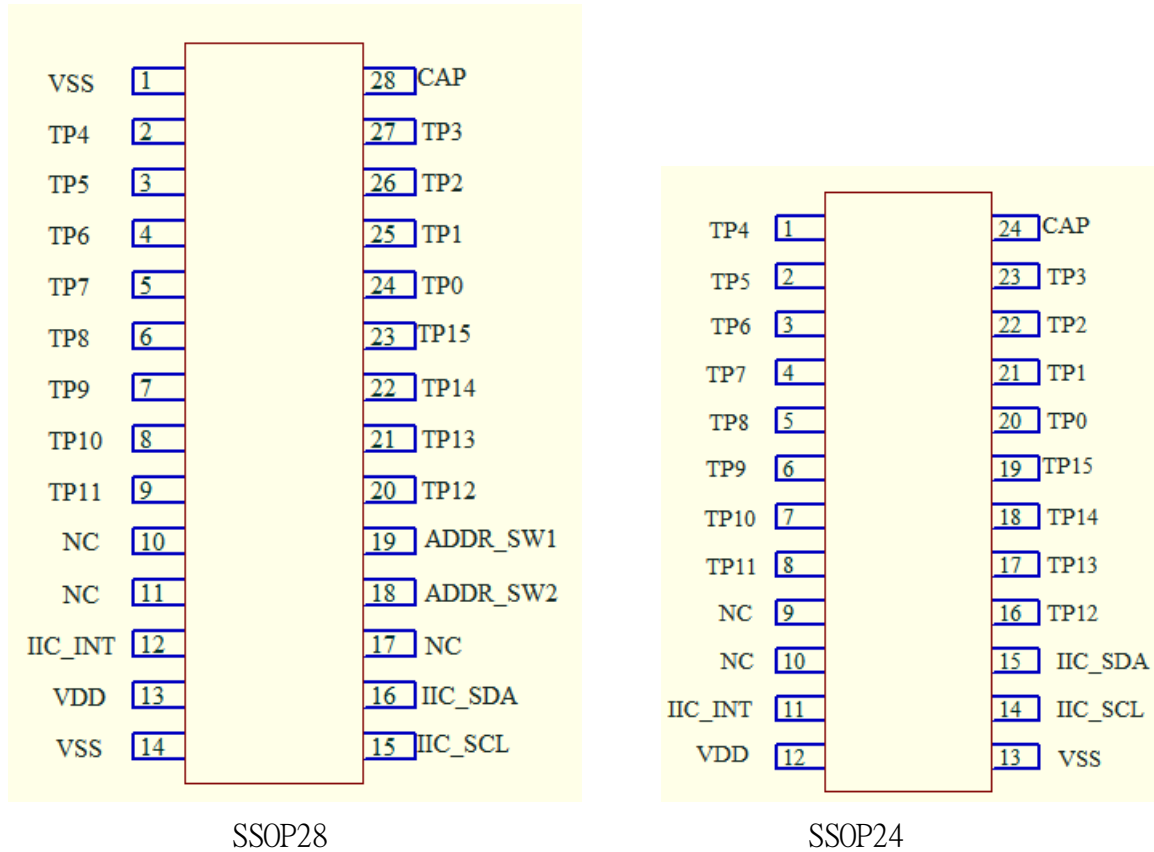 VSS 1 28 CAP
TP4 2 27 TP3
TP5 3 26 TP2
TP6 4 25 TP1
TP7 5 24 TP0
TP8 6 23 TP15
TP9 7 22 TP14
TP10 8 21 TP13
TP11 9 20 TP12
NC 10 19 ADDR_SW1
NC 11 18 ADDR_SW2
IIC_INT 12 17 NC
VDD 13 16 IIC_SDA
VSS 14 15 IIC_SCL
SSOP28
TP4 1 24 CAP
TP5 2 23 TP3
TP6 3 22 TP2
TP7 4 21 TP1
TP8 5 20 TP0
TP9 6 19 TP15
TP10 7 18 TP14
TP11 8 17 TP13
NC 9 16 TP12
NC 10 15 IIC_SDA
IIC_INT 11 14 IIC_SCL
VDD 12 13 VSS
SSOP24